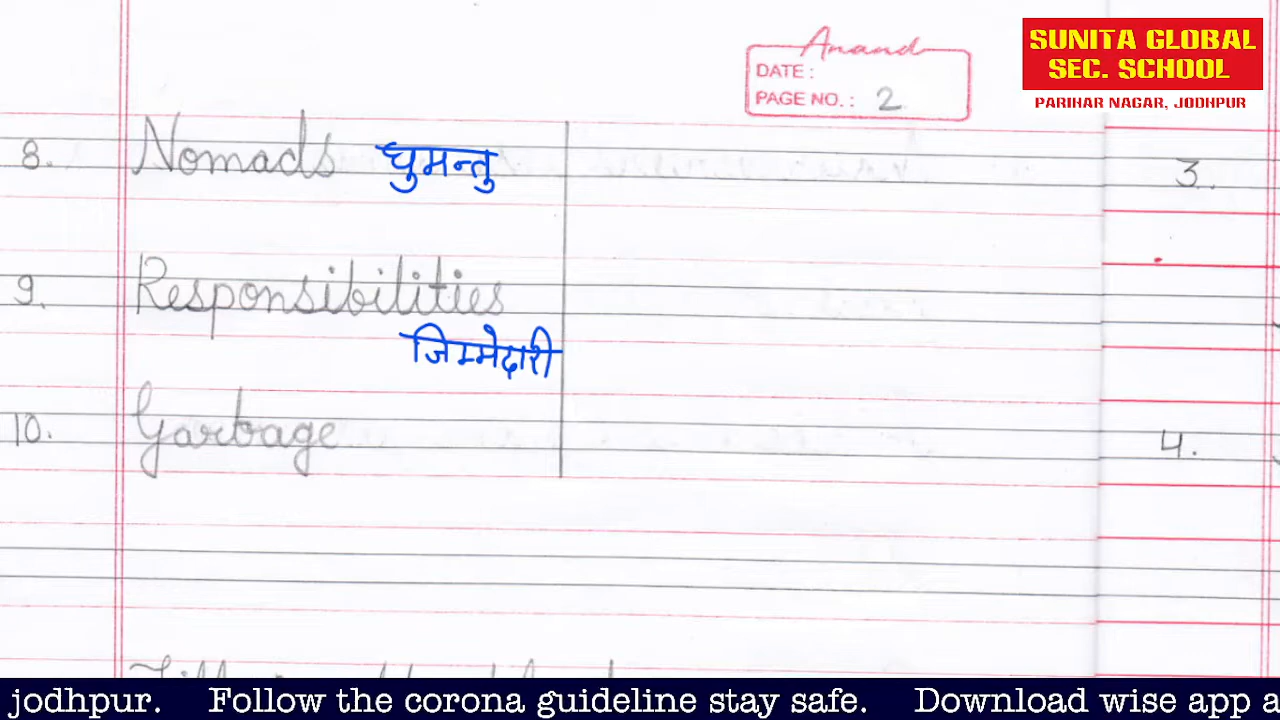 Anand
DATE :
PAGE NO. : 2
SUNITA GLOBAL
SEC. SCHOOL
PARIHAR NAGAR, JODHPUR
8. Nomads घुमन्तु
3.
9. Responsibilities
जिम्मेदारी
10. Garbage
4.
jodhpur. Follow the corona guideline stay safe. Download wise app a